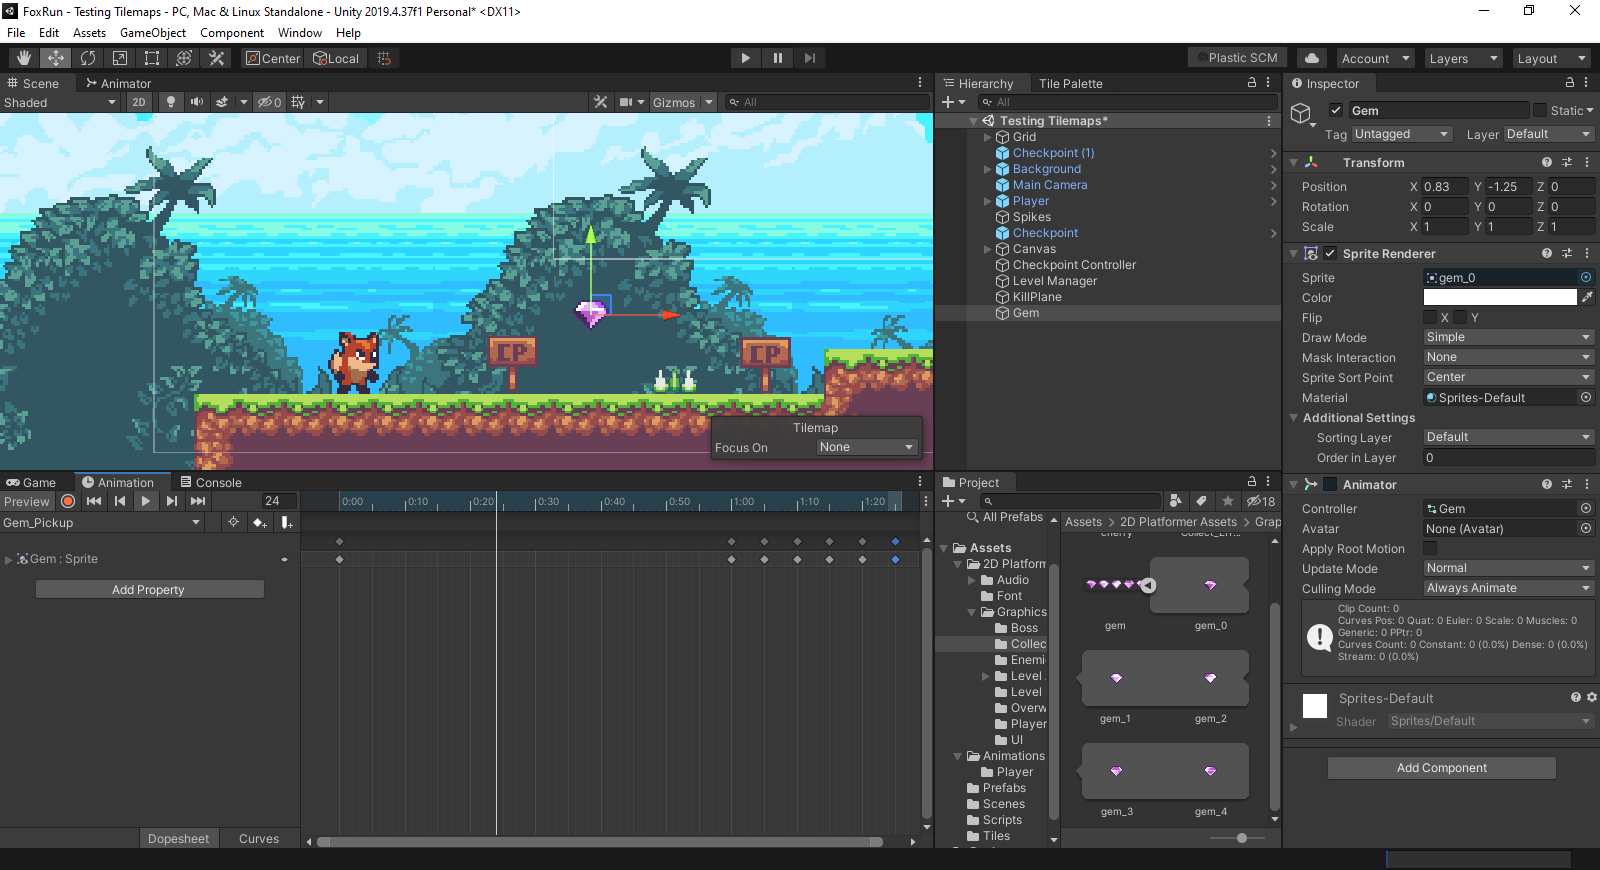 FoxRun - Testing Tilemaps - PC, Mac & Linux Standalone - Unity 2019.4.37f1 Personal* <DX11>
File Edit Assets GameObject Component Window Help
Center Local
Plastic SCM Account Layers Layout
Scene Animator
Shaded 2D 0 Gizmos All
CP CP
Tilemap
Focus On None
Hierarchy Tile Palette
All
Testing Tilemaps*
Grid
Checkpoint (1)
Background
Main Camera
Player
Spikes
Checkpoint
Canvas
Checkpoint Controller
Level Manager
KillPlane
Gem
Inspector
Gem Static
Tag Untagged Layer Default
Transform
Position X 0.83 Y -1.25 Z 0
Rotation X 0 Y 0 Z 0
Scale X 1 Y 1 Z 1
Sprite Renderer
Sprite gem_0
Color
Flip X Y
Draw Mode Simple
Mask Interaction None
Sprite Sort Point Center
Material Sprites-Default
Additional Settings
Sorting Layer Default
Order in Layer 0
Animator
Controller Gem
Avatar None (Avatar)
Apply Root Motion
Update Mode Normal
Culling Mode Always Animate
Clip Count: 0
Curves Pos: 0 Quat: 0 Euler: 0 Scale: 0 Muscles: 0
Generic: 0 PPtr: 0
Curves Count: 0 Constant: 0 (0.0%) Dense: 0 (0.0%)
Stream: 0 (0.0%)
Sprites-Default
Shader Sprites/Default
Add Component
Game Animation Console
Preview 24 0:00 0:10 0:20 0:30 0:40 0:50 1:00 1:10 1:20
Gem_Pickup
Gem : Sprite
Add Property
Dopesheet Curves
Project
18
All Prefabs
Assets
2D Platform
Audio
Font
Graphics
Boss
Collec
Enemi
Level
Level
Overw
Player
UI
Animations
Player
Prefabs
Scenes
Scripts
Tiles
Assets > 2D Platformer Assets > Grap
cherry
gem gem_0
gem_1 gem_2
gem_3 gem_4